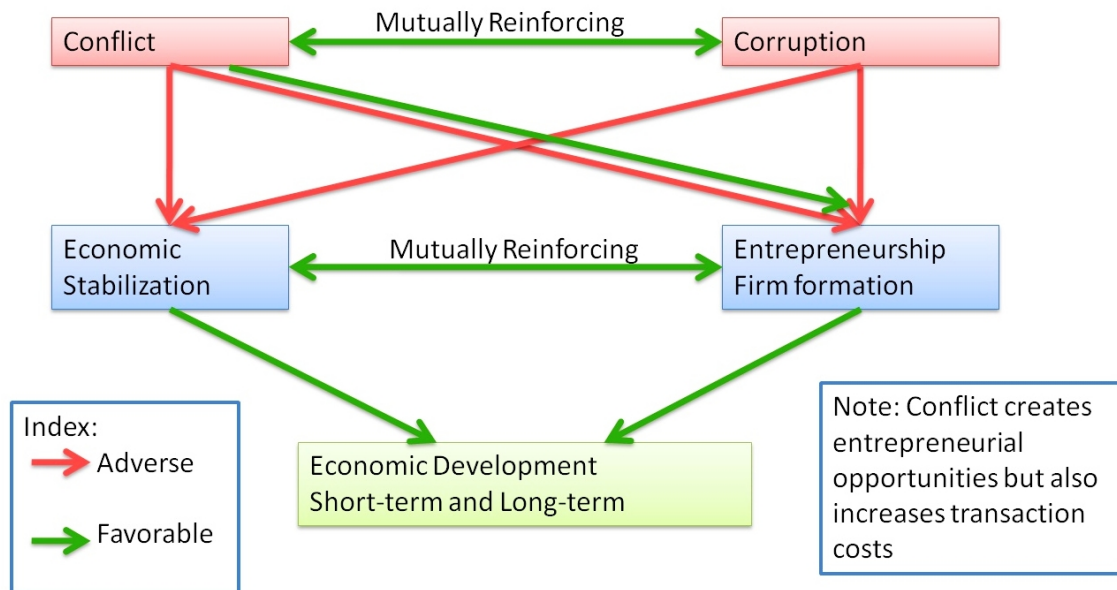 Mutually Reinforcing
Conflict
Corruption
Economic
Stabilization
Mutually Reinforcing
Entrepreneurship
Firm formation
Index:
Adverse
Favorable
Economic Development
Short-term and Long-term
Note: Conflict creates
entrepreneurial
opportunities but also
increases transaction
costs